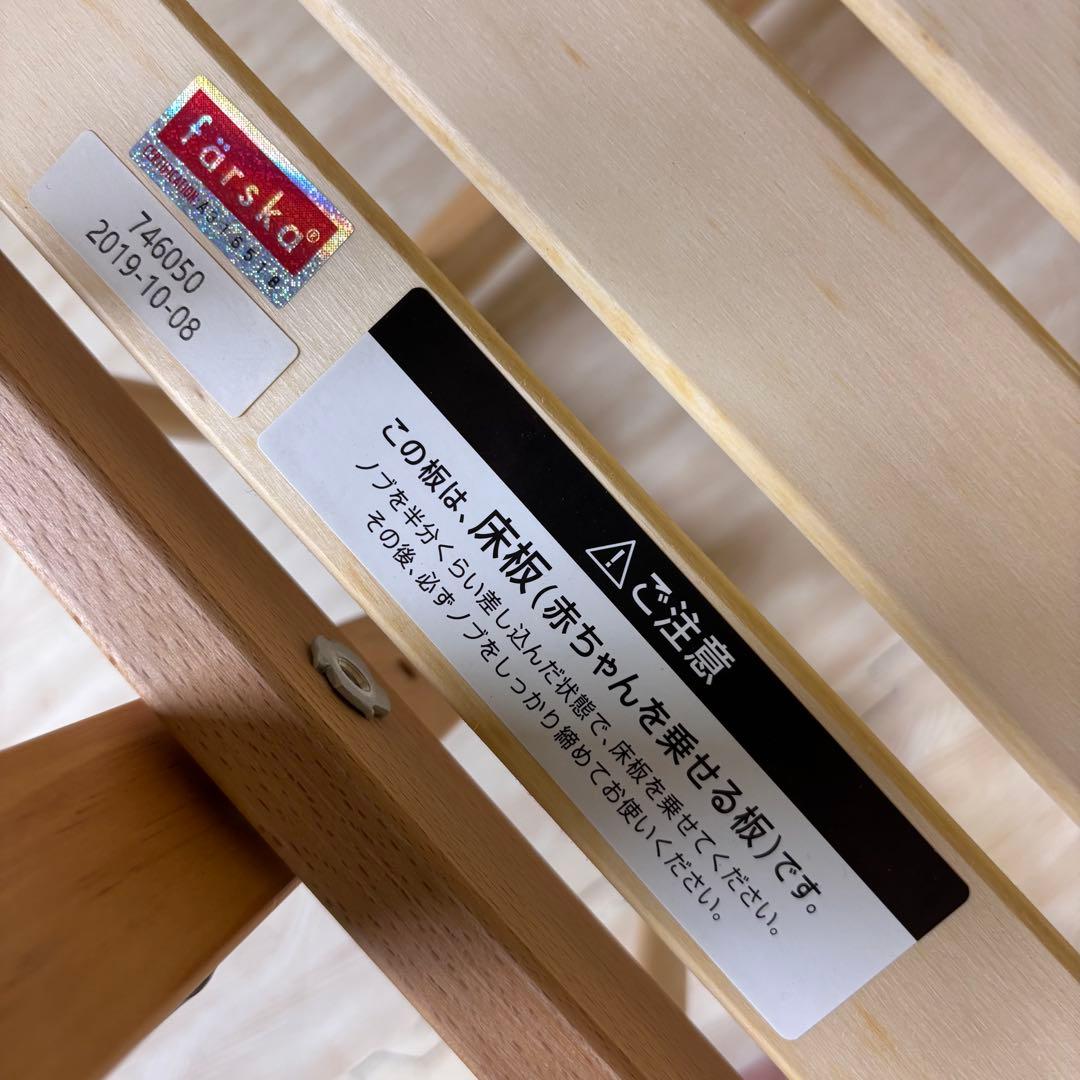 färska®
CERTIFICATION A3165T8
746050
2019-10-08
ご注意
この板は、床板(赤ちゃんを乗せる板)です。
ノブを半分くらい差し込んだ状態で、床板を乗せてください。
その後、必ずノブをしっかり締めてお使いください。